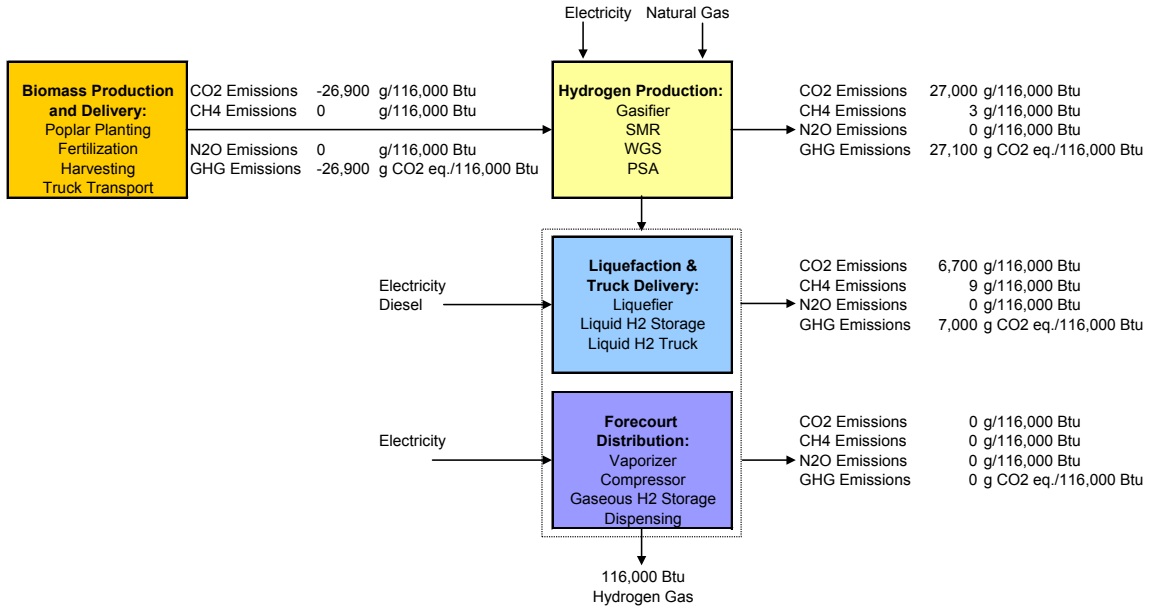 Electricity Natural Gas
Biomass Production
and Delivery:
Poplar Planting
Fertilization
Harvesting
Truck Transport
CO2 Emissions -26,900 g/116,000 Btu
CH4 Emissions 0 g/116,000 Btu
N2O Emissions 0 g/116,000 Btu
GHG Emissions -26,900 g CO2 eq./116,000 Btu
Hydrogen Production:
Gasifier
SMR
WGS
PSA
CO2 Emissions 27,000 g/116,000 Btu
CH4 Emissions 3 g/116,000 Btu
N2O Emissions 0 g/116,000 Btu
GHG Emissions 27,100 g CO2 eq./116,000 Btu
Electricity
Diesel
Liquefaction &
Truck Delivery:
Liquefier
Liquid H2 Storage
Liquid H2 Truck
CO2 Emissions 6,700 g/116,000 Btu
CH4 Emissions 9 g/116,000 Btu
N2O Emissions 0 g/116,000 Btu
GHG Emissions 7,000 g CO2 eq./116,000 Btu
Electricity
Forecourt
Distribution:
Vaporizer
Compressor
Gaseous H2 Storage
Dispensing
CO2 Emissions 0 g/116,000 Btu
CH4 Emissions 0 g/116,000 Btu
N2O Emissions 0 g/116,000 Btu
GHG Emissions 0 g CO2 eq./116,000 Btu
116,000 Btu
Hydrogen Gas